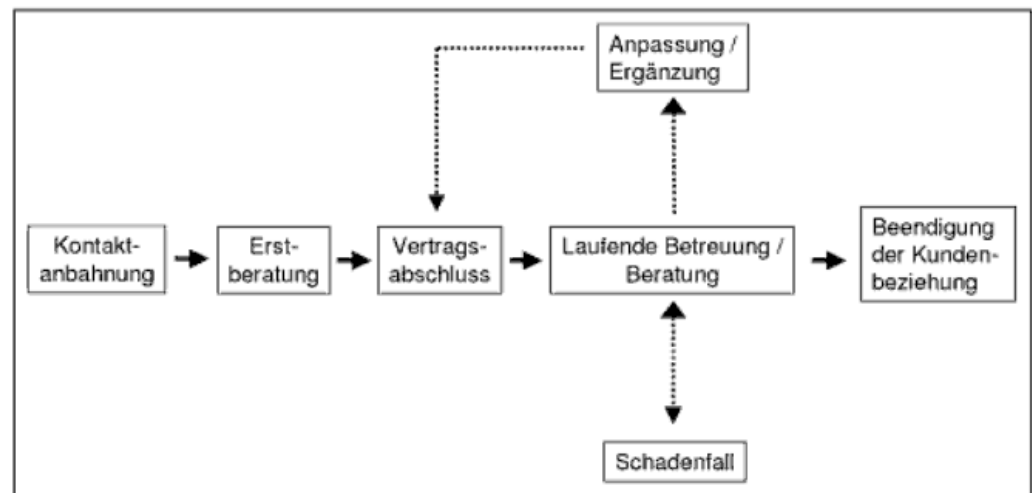 Anpassung /
Ergänzung
Kontakt-
anbahnung
Erst-
beratung
Vertrags-
abschluss
Laufende Betreuung /
Beratung
Beendigung
der Kunden-
beziehung
Schadenfall